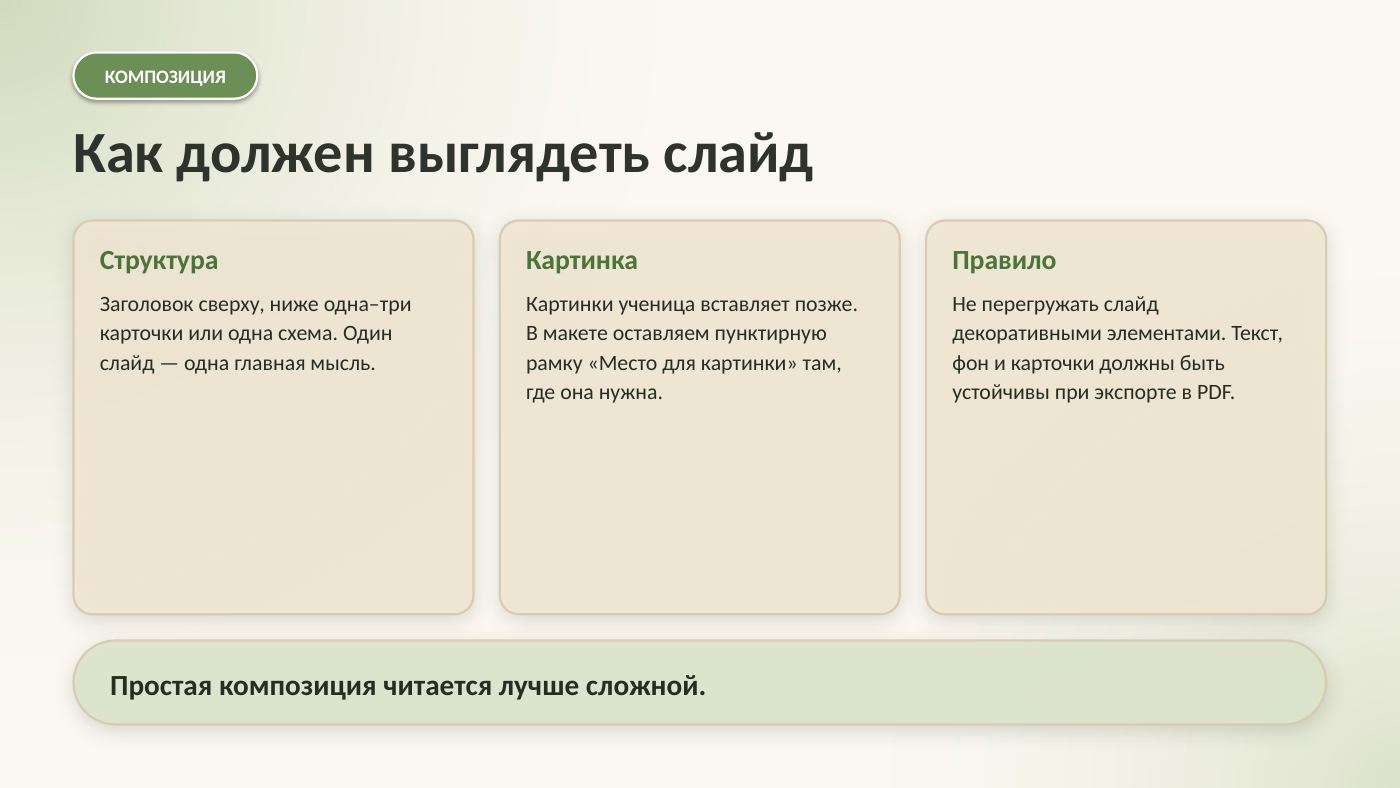 КОМПОЗИЦИЯ
Как должен выглядеть слайд
Структура
Заголовок сверху, ниже одна–три
карточки или одна схема. Один
слайд — одна главная мысль.
Картинка
Картинки ученица вставляет позже.
В макете оставляем пунктирную
рамку «Место для картинки» там,
где она нужна.
Правило
Не перегружать слайд
декоративными элементами. Текст,
фон и карточки должны быть
устойчивы при экспорте в PDF.
Простая композиция читается лучше сложной.